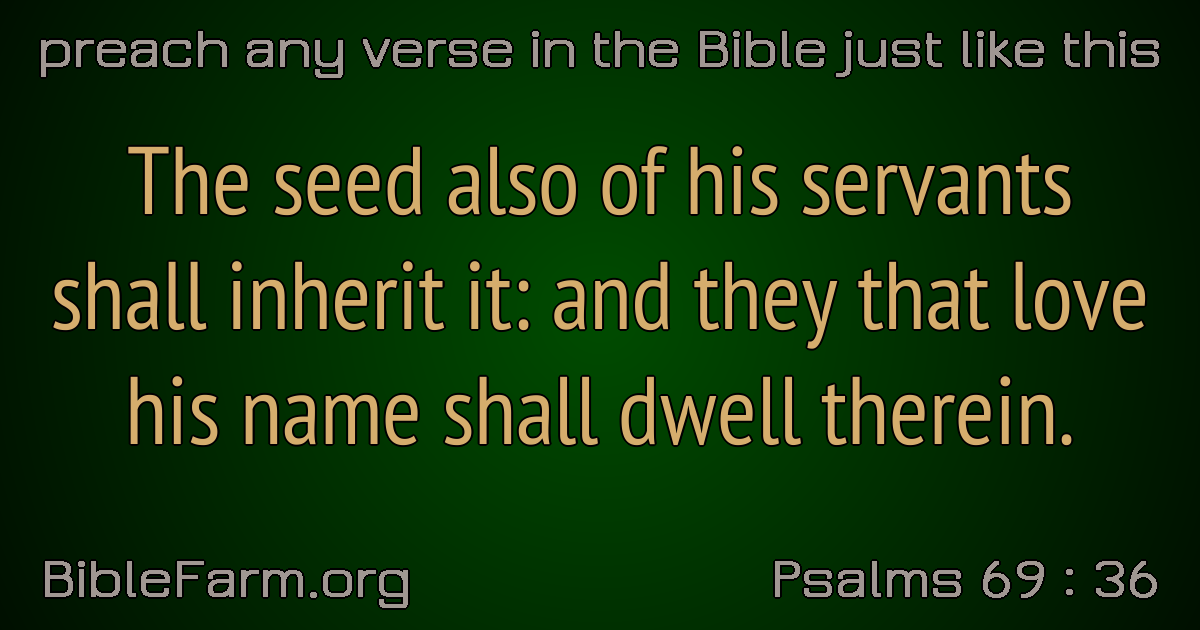 preach any verse in the Bible just like this
The seed also of his servants
shall inherit it: and they that love
his name shall dwell therein.
BibleFarm.org
Psalms 69 : 36